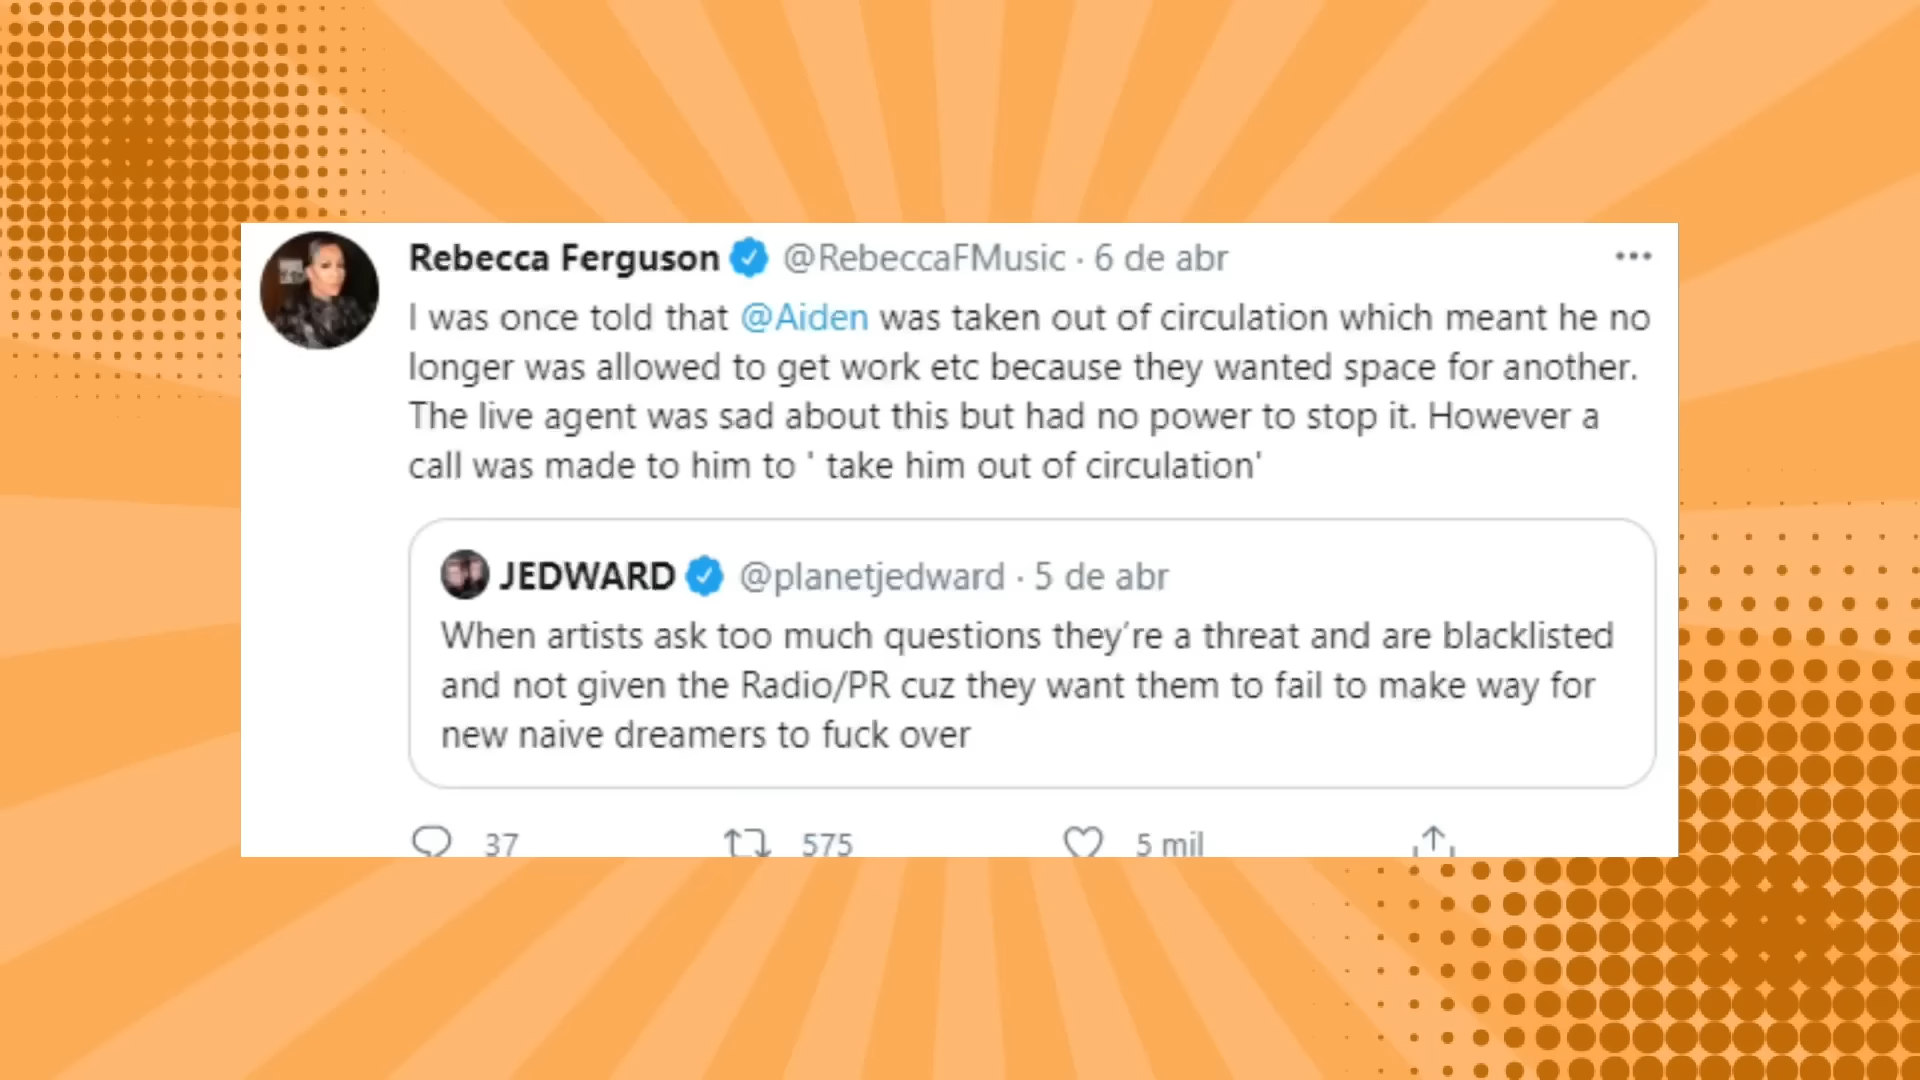 Rebecca Ferguson @RebeccaFMusic · 6 de abr
I was once told that @Aiden was taken out of circulation which meant he no
longer was allowed to get work etc because they wanted space for another.
The live agent was sad about this but had no power to stop it. However a
call was made to him to ' take him out of circulation'
JEDWARD @planetjedward · 5 de abr
When artists ask too much questions they´re a threat and are blacklisted
and not given the Radio/PR cuz they want them to fail to make way for
new naive dreamers to fuck over
37 575 5 mil